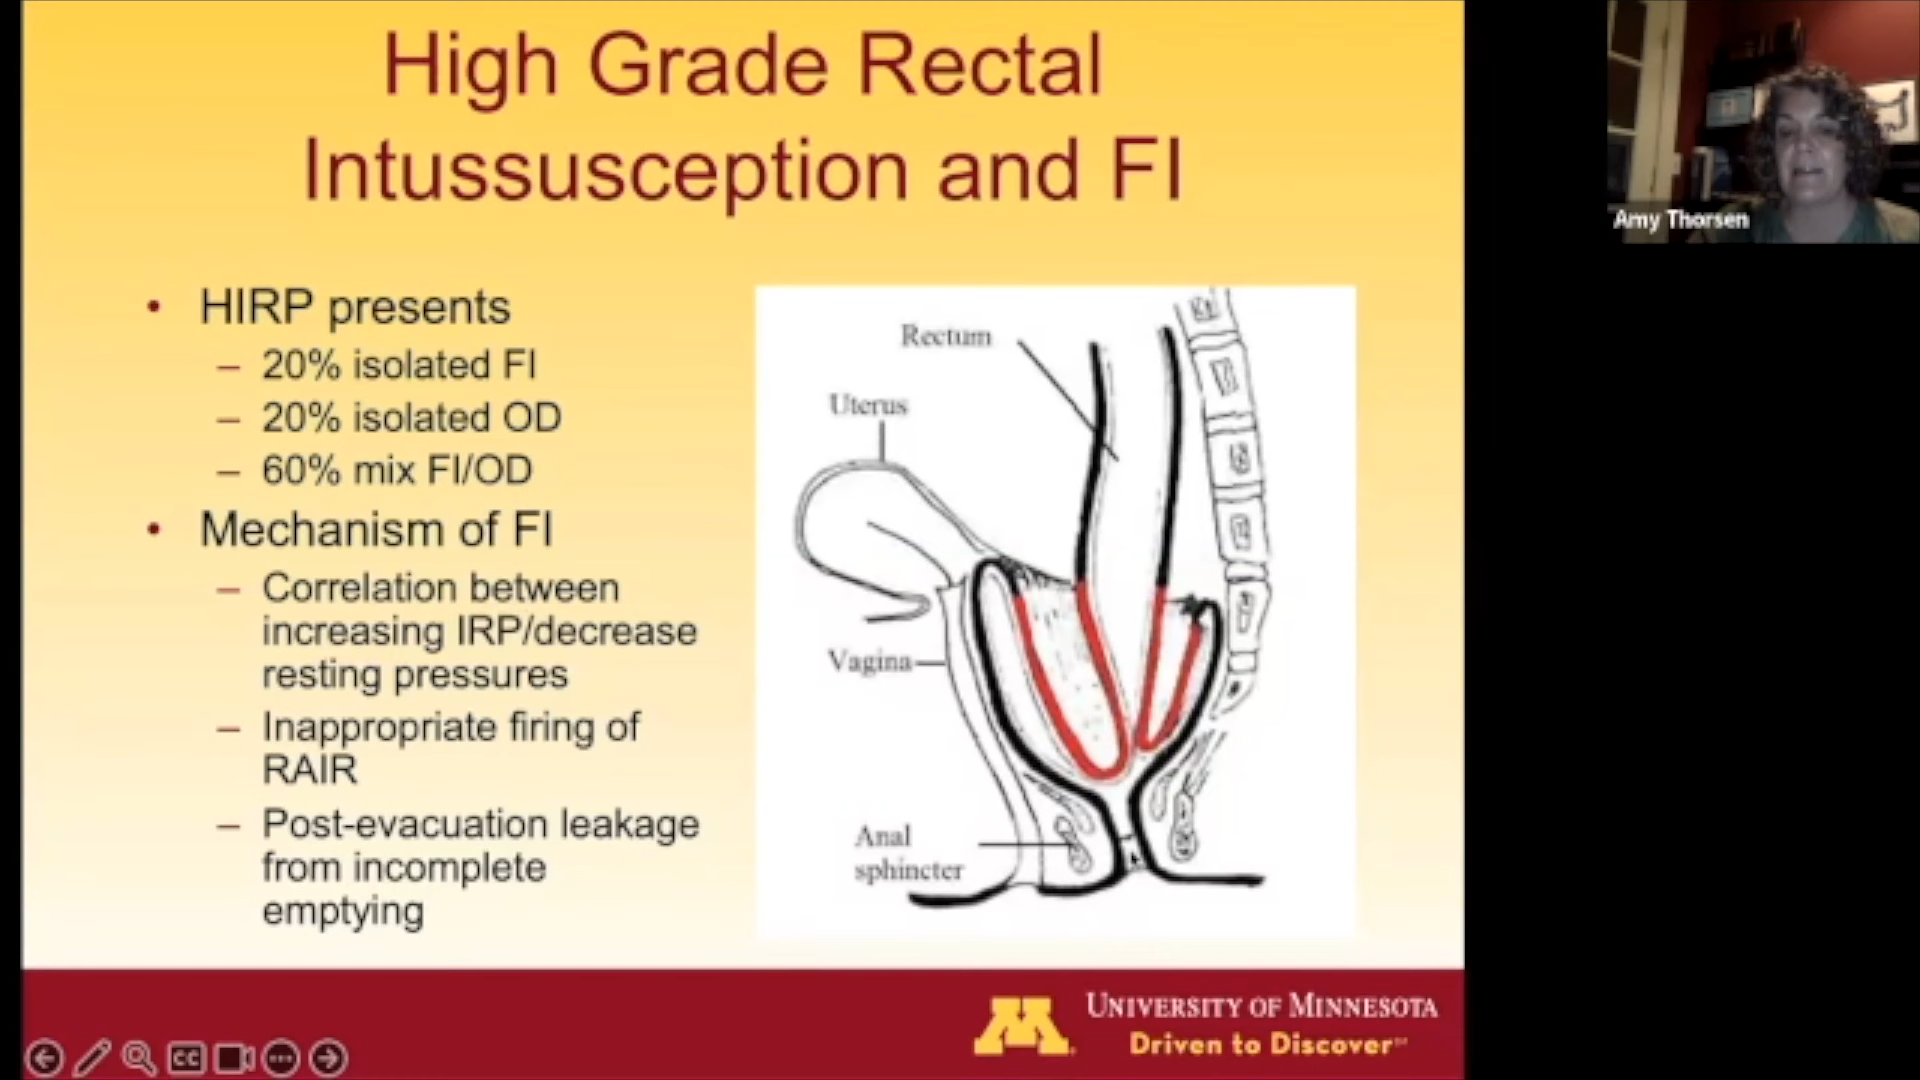 High Grade Rectal
Intussusception and FI
• HIRP presents
– 20% isolated FI
– 20% isolated OD
– 60% mix FI/OD
• Mechanism of FI
– Correlation between
increasing IRP/decrease
resting pressures
– Inappropriate firing of
RAIR
– Post-evacuation leakage
from incomplete
emptying
Rectum
Uterus
Vagina
Anal
sphincter
M
UNIVERSITY OF MINNESOTA
Driven to Discover
CC
Amy Thorsen